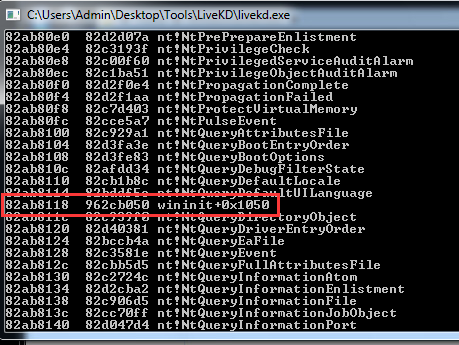 C:\Users\Admin\Desktop\Tools\LiveKD\livekd.exe
82ab80e0 82d2d07a nt!NtPrePrepareEnlistment
82ab80e4 82c3193f nt!NtPrivilegeCheck
82ab80e8 82c00f60 nt!NtPrivilegedServiceAuditAlarm
82ab80ec 82c1ba51 nt!NtPrivilegeObjectAuditAlarm
82ab80f0 82d2f0e4 nt!NtPropagationComplete
82ab80f4 82d2f1aa nt!NtPropagationFailed
82ab80f8 82c7d403 nt!NtProtectVirtualMemory
82ab80fc 82cce5a7 nt!NtPulseEvent
82ab8100 82c929a1 nt!NtQueryAttributesFile
82ab8104 82d3fa3e nt!NtQueryBootEntryOrder
82ab8108 82d3fe83 nt!NtQueryBootOptions
82ab810c 82afdd34 nt!NtQueryDebugFilterState
82ab8110 82cb1b8c nt!NtQueryDefaultLocale
82ab8114 nt!NtQueryDefaultUILanguage
82ab8118 962cb050 wininit+0x1050
nt!NtQueryDirectoryObject
82ab8120 82d40381 nt!NtQueryDriverEntryOrder
82ab8124 82bccb4a nt!NtQueryEaFile
82ab8128 82c3581e nt!NtQueryEvent
82ab812c 82cbb5d5 nt!NtQueryFullAttributesFile
82ab8130 82c2724c nt!NtQueryInformationAtom
82ab8134 82d2cba2 nt!NtQueryInformationEnlistment
82ab8138 82c906d5 nt!NtQueryInformationFile
82ab813c 82cc70ff nt!NtQueryInformationJobObject
82ab8140 82d047d4 nt!NtQueryInformationPort